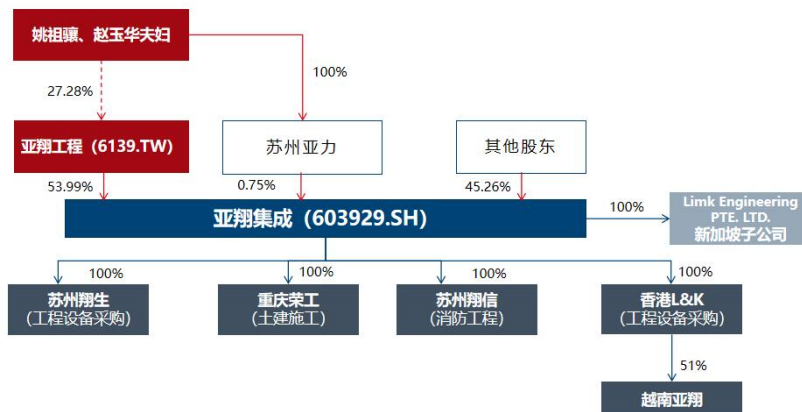 姚祖骧、赵玉华夫妇
100%
27.28%
亚翔工程（6139.TW）
苏州亚力
其他股东
53.99%
0.75%
45.26%
亚翔集成（603929.SH）
100%
Limk Engineering
PTE. LTD.
新加坡子公司
100%
100%
100%
100%
苏州翔生
(工程设备采购)
重庆荣工
(土建施工)
苏州翔信
(消防工程)
香港L&K
(工程设备采购)
51%
越南亚翔